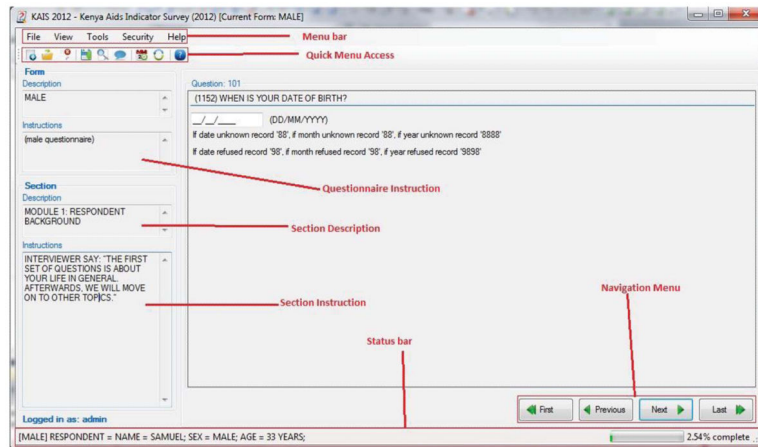 KAIS 2012 - Kenya Aids Indicator Survey (2012) [Current Form: MALE]
File View Tools Security Help
Menu bar
Quick Menu Access
Form
Description
MALE
Instructions
(male questionnaire)
Section
Description
MODULE 1: RESPONDENT
BACKGROUND
Instructions
INTERVIEWER SAY: "THE FIRST
SET OF QUESTIONS IS ABOUT
YOUR LIFE IN GENERAL.
AFTERWARDS, WE WILL MOVE
ON TO OTHER TOPICS."
Logged in as: admin
Question: 101
(1152) WHEN IS YOUR DATE OF BIRTH?
__/__/____ (DD/MM/YYYY)
If date unknown record '88', if month unknown record '88', if year unknown record '8888'
If date refused record '98', if month refused record '98', if year refused record '9898'
Questionnaire Instruction
Section Description
Section Instruction
Navigation Menu
Status bar
First Previous Next Last
[MALE] RESPONDENT = NAME = SAMUEL; SEX = MALE; AGE = 33 YEARS;
2.54% complete